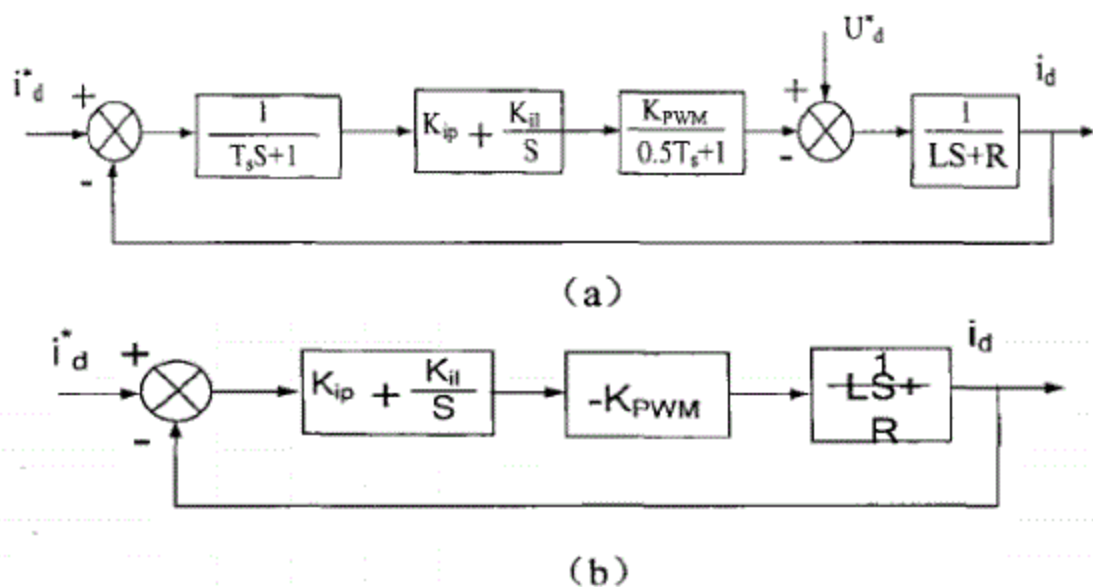 U*d
i*d
id
+
+
-
-
1
TsS+1
Kip + Kil
S
KPWM
0.5Ts+1
1
LS+R
(a)
i*d
id
+
-
Kip + Kil
S
-KPWM
1
LS+
R
(b)